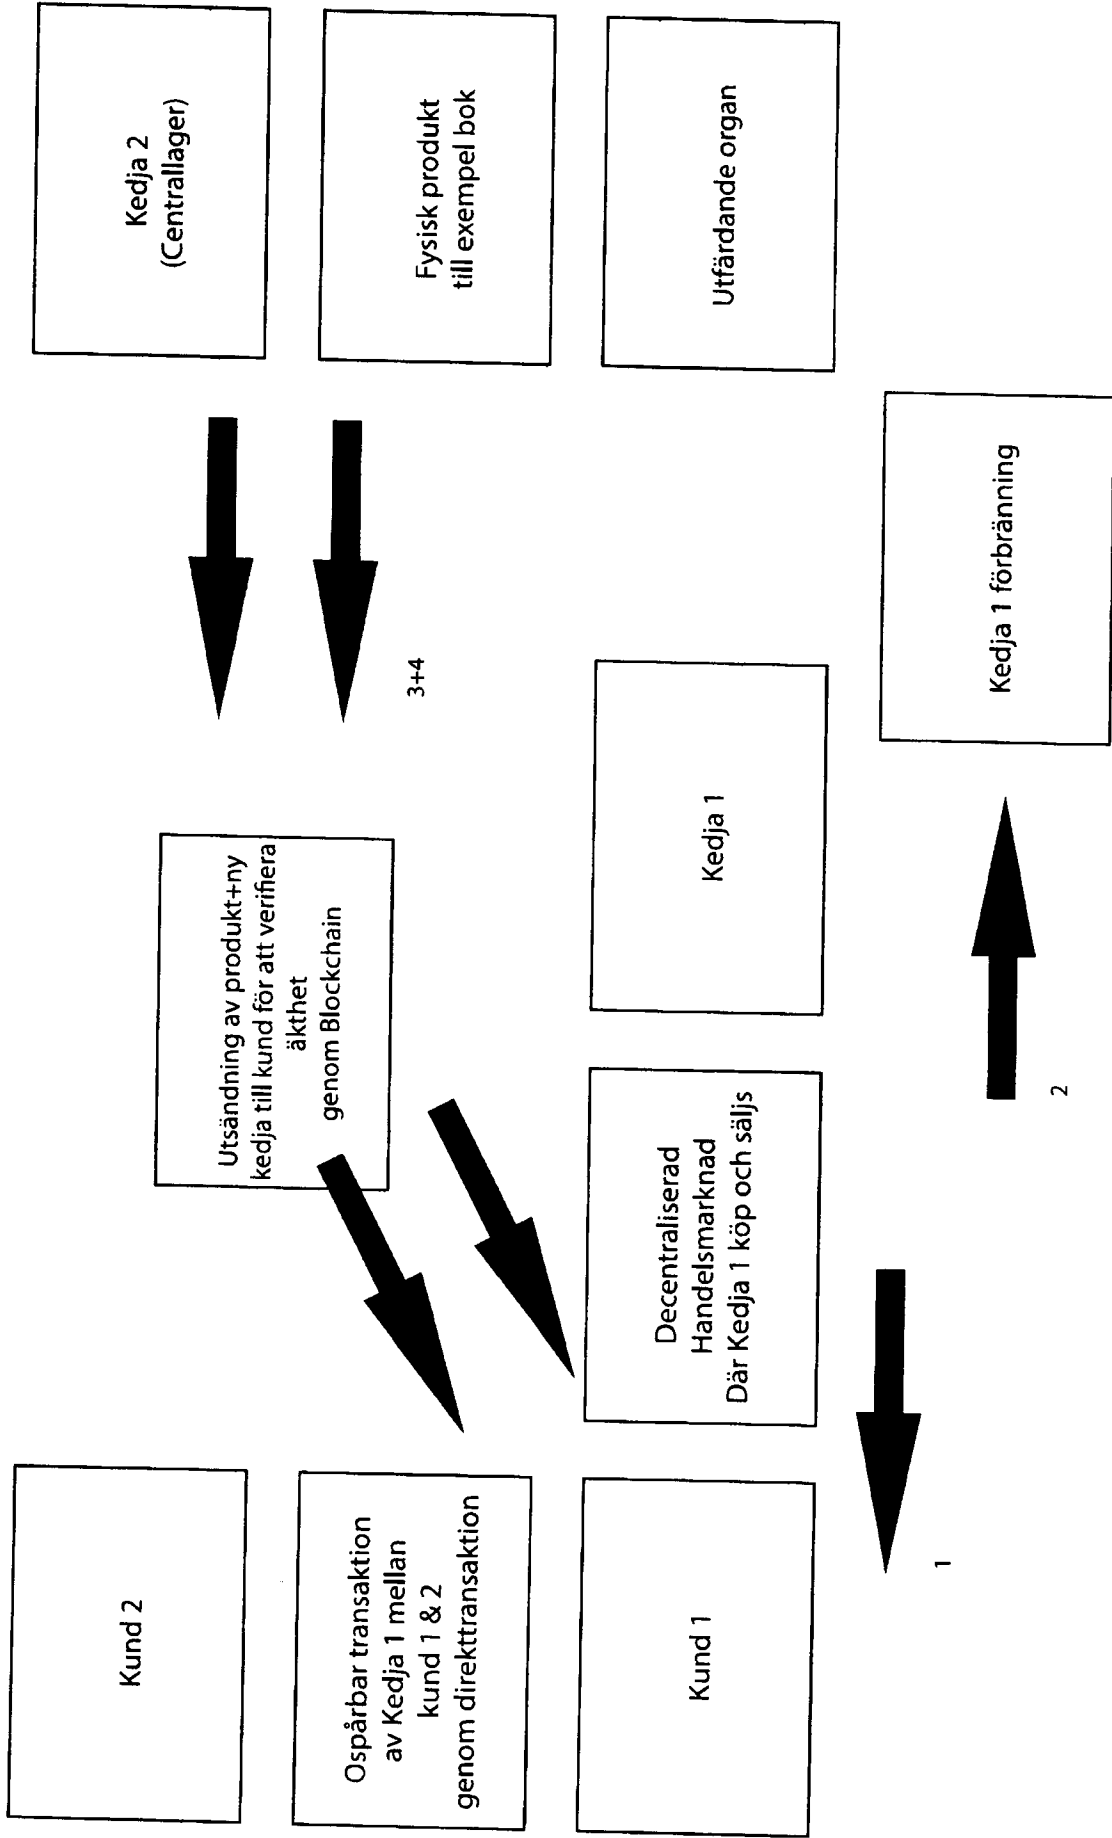 Kund 2
Kedja 2
(Centrallager)
Utsändning av produkt+ny
kedja till kund för att verifiera
äkthet
genom Blockchain
Ospårbar transaktion
av Kedja 1 mellan
kund 1 & 2
genom direkttransaktion
3+4
Fysisk produkt
till exempel bok
Kund 1
Decentraliserad
Handelsmarknad
Där Kedja 1 köp och säljs
Kedja 1
Utfärdande organ
1
2
Kedja 1 förbränning